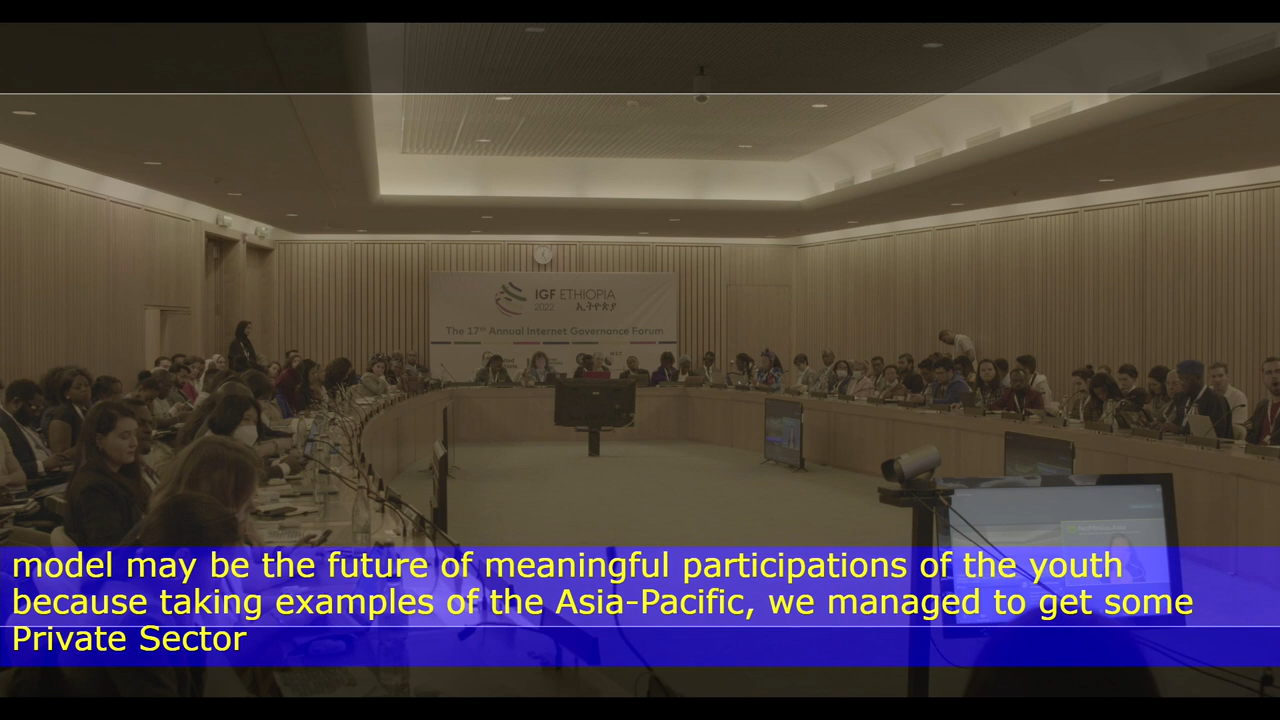 IGF ETHIOPIA
2022 ኢትዮጵያ
The 17th Annual Internet Governance Forum
model may be the future of meaningful participations of the youth
because taking examples of the Asia-Pacific, we managed to get some
Private Sector